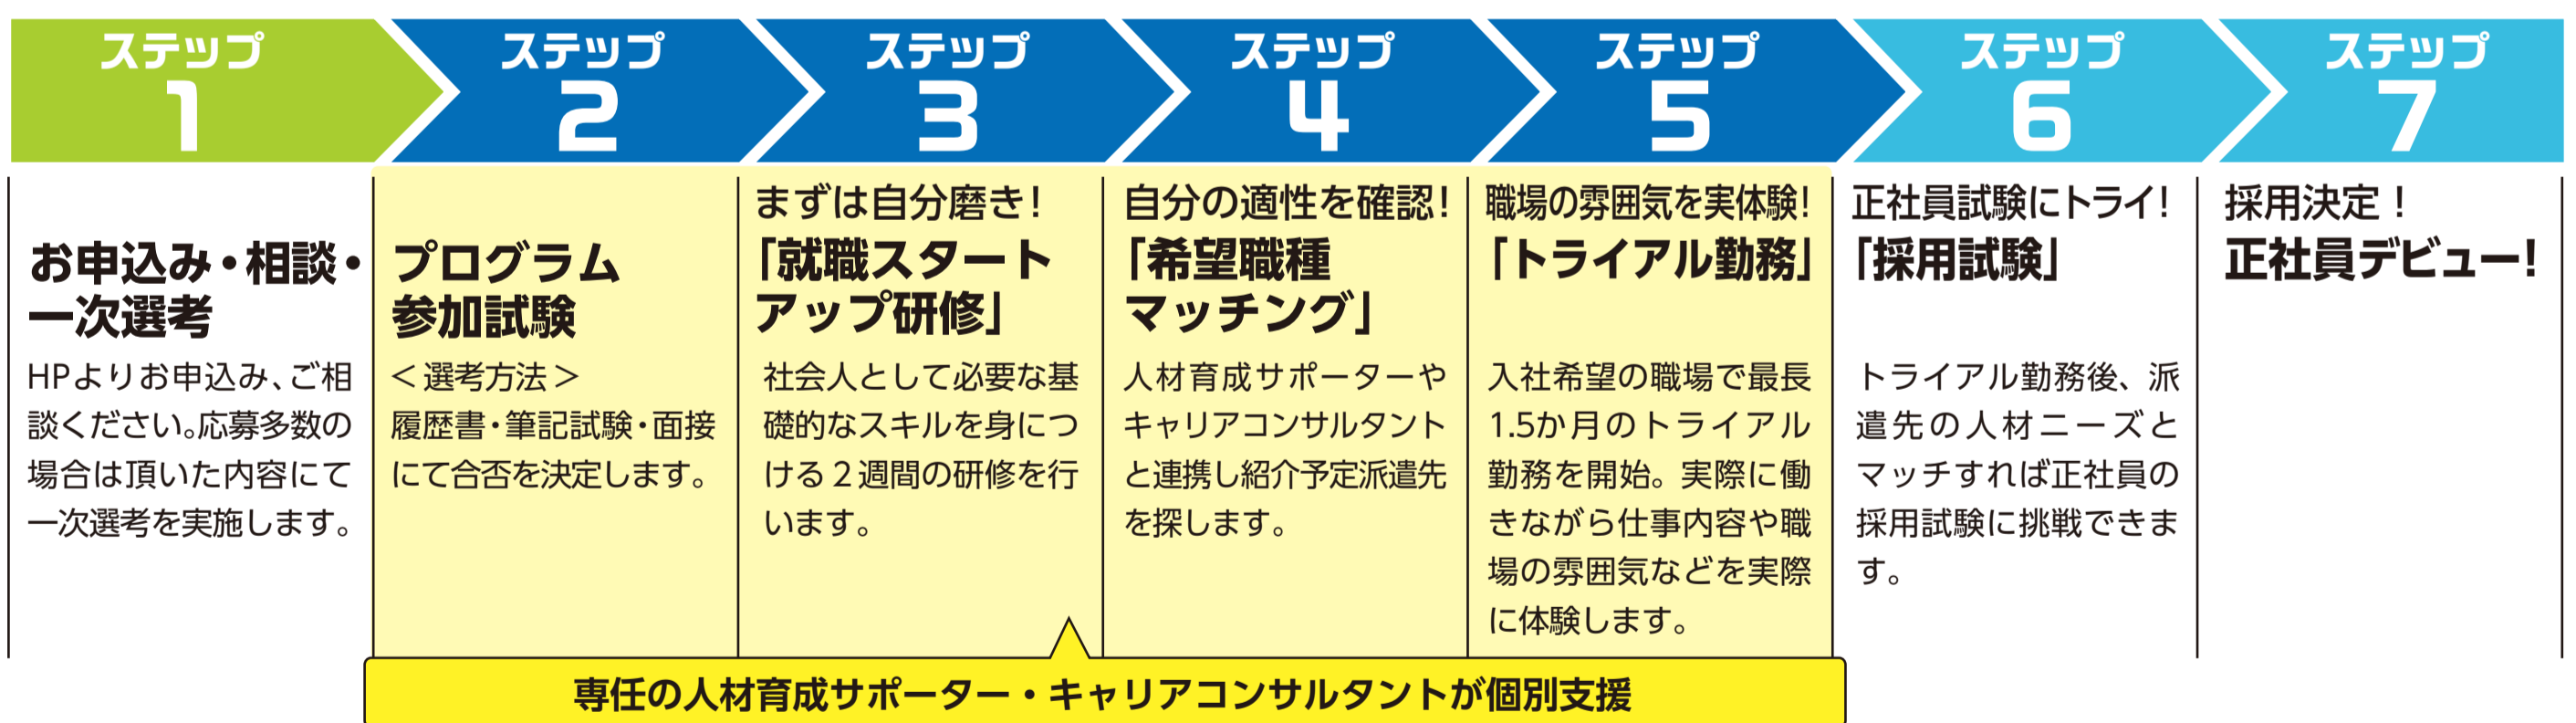 ステップ
1
お申込み・相談・
一次選考
HPよりお申込み、ご相
談ください。応募多数の
場合は頂いた内容にて
一次選考を実施します。
ステップ
2
プログラム
参加試験
＜選考方法＞
履歴書・筆記試験・面接
にて合否を決定します。
ステップ
3
まずは自分磨き！
「就職スタート
アップ研修」
社会人として必要な基
礎的なスキルを身につ
ける２週間の研修を行
います。
ステップ
4
自分の適性を確認！
「希望職種
マッチング」
人材育成サポーターや
キャリアコンサルタント
と連携し紹介予定派遣先
を探します。
ステップ
5
職場の雰囲気を実体験！
「トライアル勤務」
入社希望の職場で最長
1.5か月のトライアル
勤務を開始。実際に働
きながら仕事内容や職
場の雰囲気などを実際
に体験します。
ステップ
6
正社員試験にトライ！
「採用試験」
トライアル勤務後、派
遣先の人材ニーズと
マッチすれば正社員の
採用試験に挑戦できま
す。
ステップ
7
採用決定！
正社員デビュー！
専任の人材育成サポーター・キャリアコンサルタントが個別支援